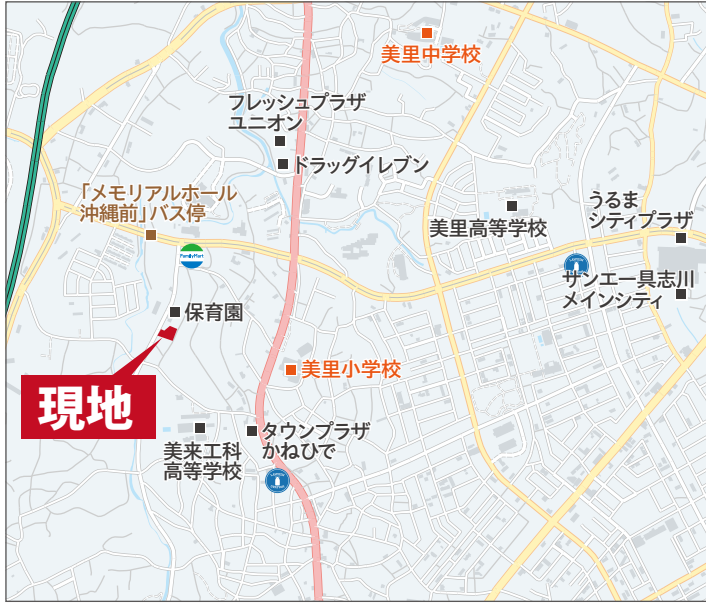 美里中学校
フレッシュプラザ
ユニオン
ドラッグイレブン
「メモリアルホール
沖縄前」バス停
美里高等学校
うるま
シティプラザ
FamilyMart
サンエー具志川
メインシティ
保育園
現地
美里小学校
タウンプラザ
かねひで
美来工科
高等学校